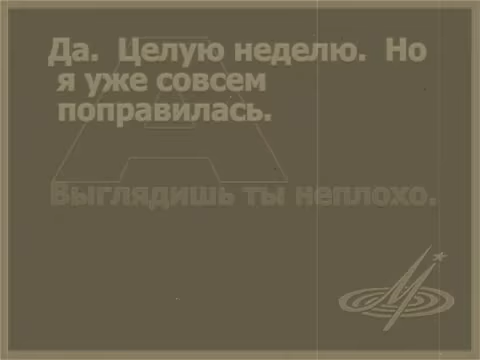 Да. Целую неделю. Но
я уже совсем
поправилась.
Выглядишь ты неплохо.